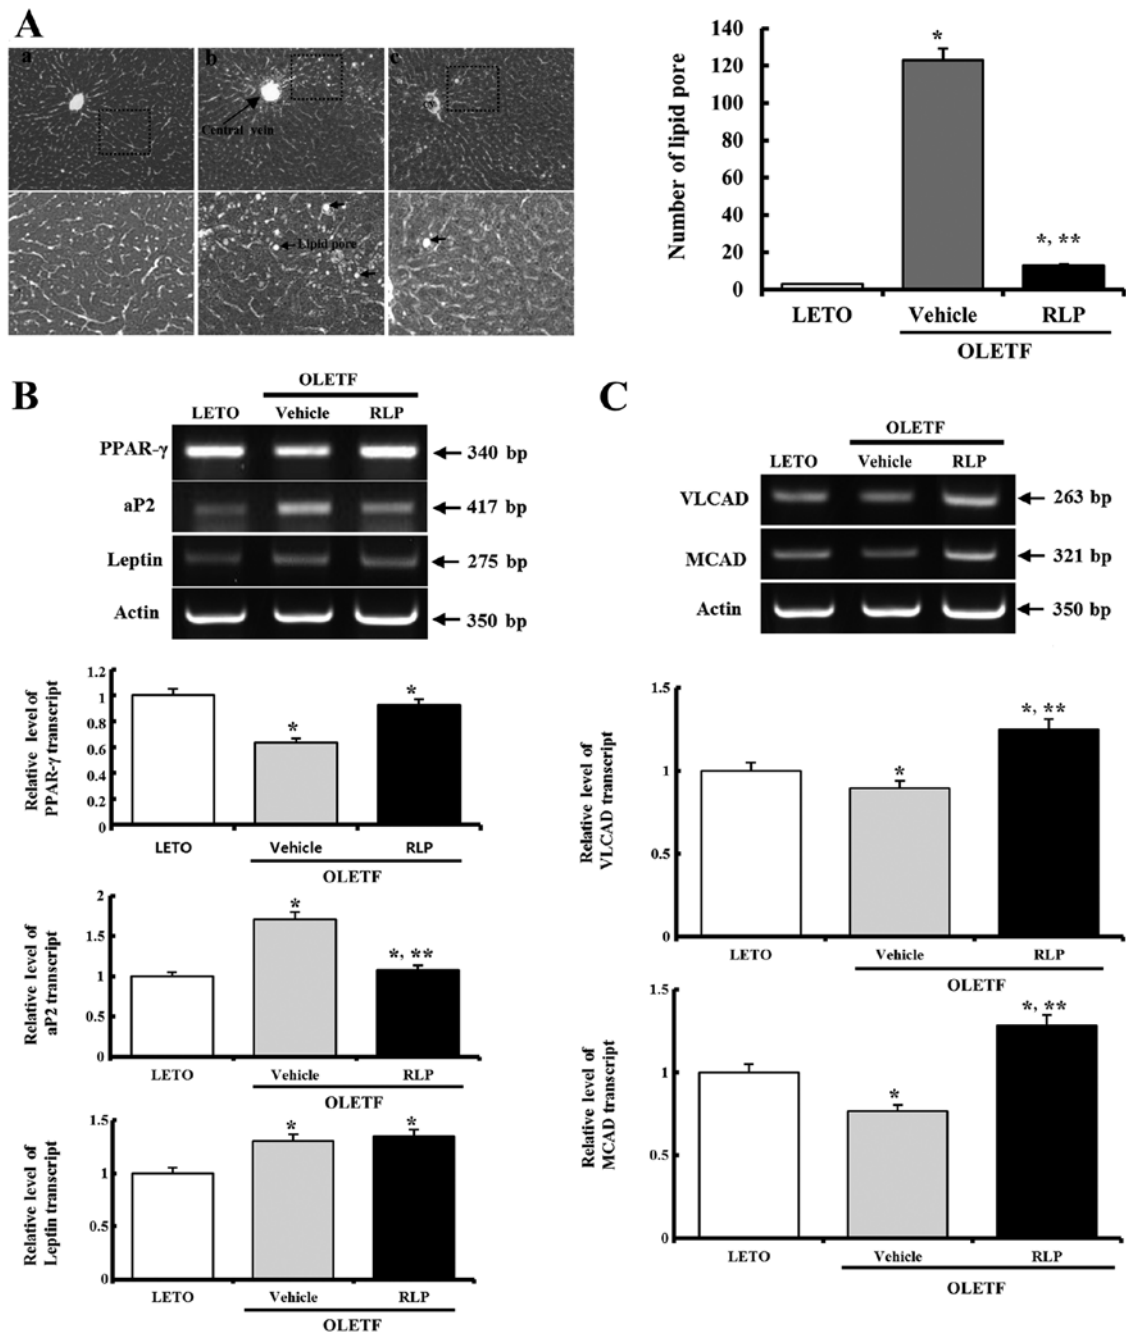 A
a
b
c
Central vein
Lipid pore
Number of lipid pore
140
120
100
80
60
40
20
0
*
*, **
LETO
Vehicle
RLP
OLETF
B
OLETF
LETO
Vehicle
RLP
PPAR-γ
340 bp
aP2
417 bp
Leptin
275 bp
Actin
350 bp
Relative level of
PPAR-γ transcript
1.2
1
0.8
0.6
0.4
0.2
0
*
*
LETO
Vehicle
RLP
OLETF
Relative level of
aP2 transcript
2
1.5
1
0.5
0
*
*, **
LETO
Vehicle
RLP
OLETF
Relative level of
Leptin transcript
1.5
1
0.5
0
*
*
LETO
Vehicle
RLP
OLETF
C
OLETF
LETO
Vehicle
RLP
VLCAD
263 bp
MCAD
321 bp
Actin
350 bp
Relative level of
VLCAD transcript
1.5
1
0.5
0
*
*, **
LETO
Vehicle
RLP
OLETF
Relative level of
MCAD transcript
1.5
1
0.5
0
*
*, **
LETO
Vehicle
RLP
OLETF